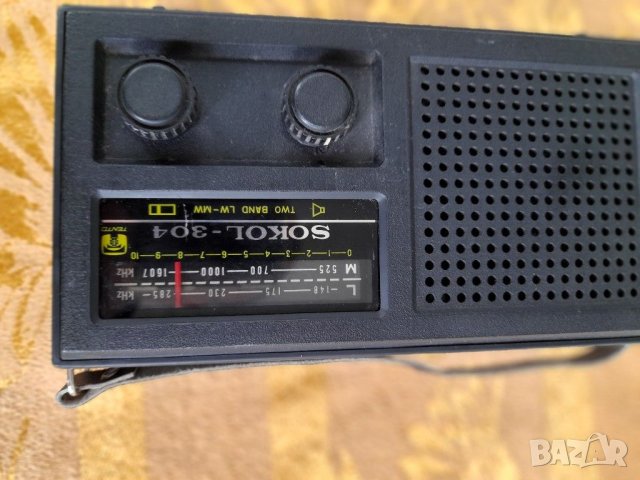 L 148 175 230 285 kHz
M 525 700 1000 1607 kHz
0 1 2 3 4 5 6 7 8 9 10
SOKOL-304
TENTO
TWO BAND LW-MW
BAZAR